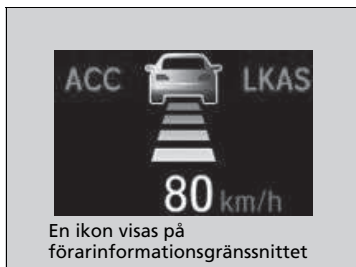 ACC LKAS
80 km/h
En ikon visas på
förarinformationsgränssnittet